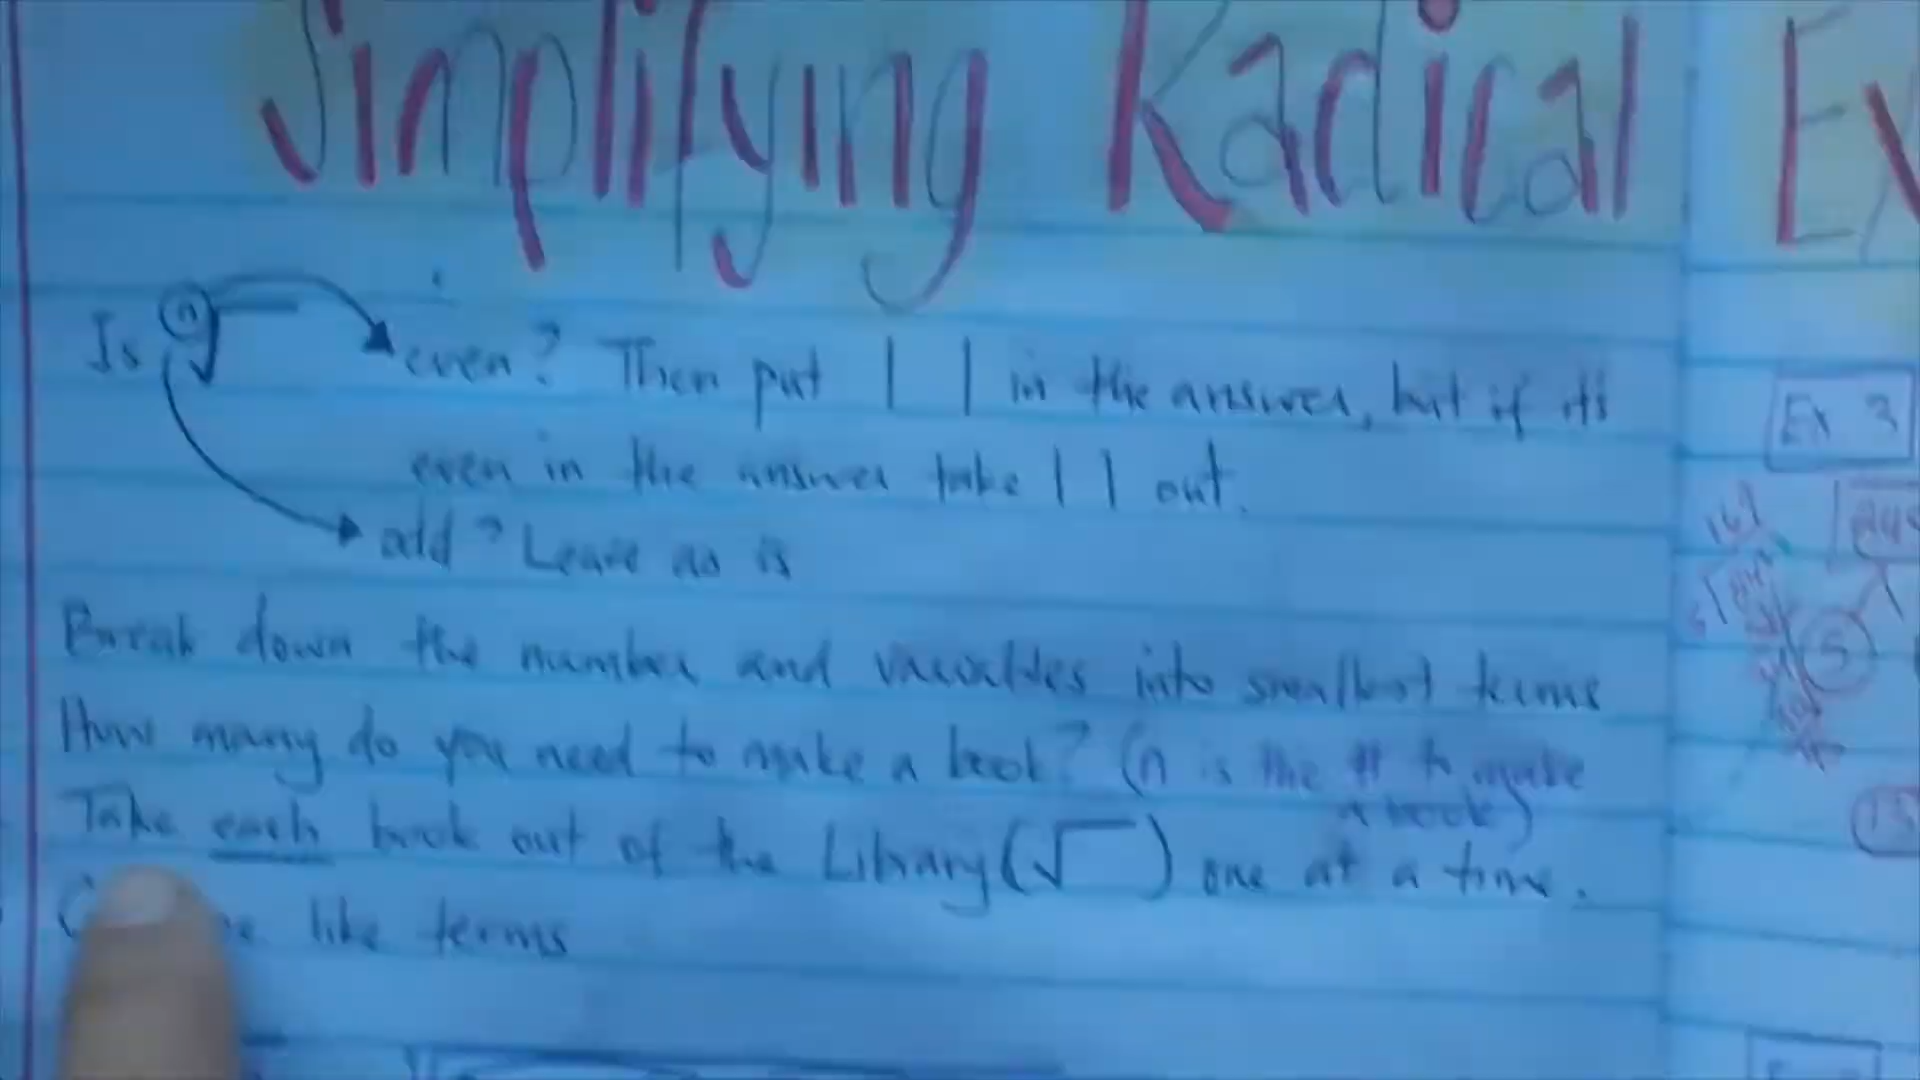 Simplifying Radical Ex
Is n√ even? Then put | | in the answer, but if it's
even in the answer take | | out.
odd? Leave as is
Break down the number and variables into smallest terms
How many do you need to make a book? (n is the # to make
a book)
Take each book out of the Library (√ ) one at a time.
like terms
Ex 3